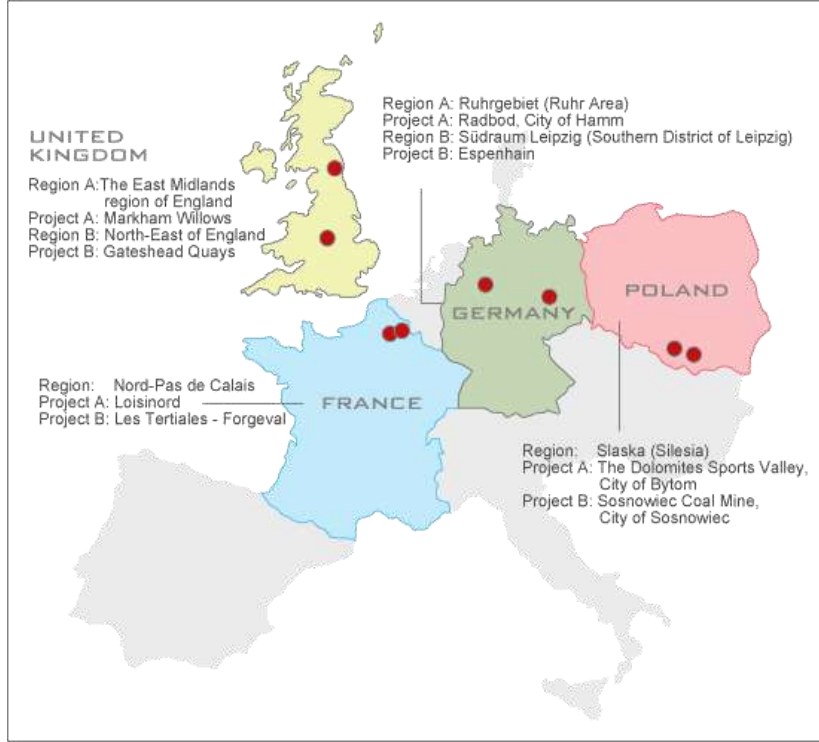 UNITED
KINGDOM
Region A:The East Midlands
region of England
Project A: Markham Willows
Region B: North-East of England
Project B: Gateshead Quays
Region A: Ruhrgebiet (Ruhr Area)
Project A: Radbod, City of Hamm
Region B: Südraum Leipzig (Southern District of Leipzig)
Project B: Espenhain
GERMANY
POLAND
Region: Nord-Pas de Calais
Project A: Loisinord
Project B: Les Tertiales - Forgeval
FRANCE
Region: Slaska (Silesia)
Project A: The Dolomites Sports Valley,
City of Bytom
Project B: Sosnowiec Coal Mine,
City of Sosnowiec